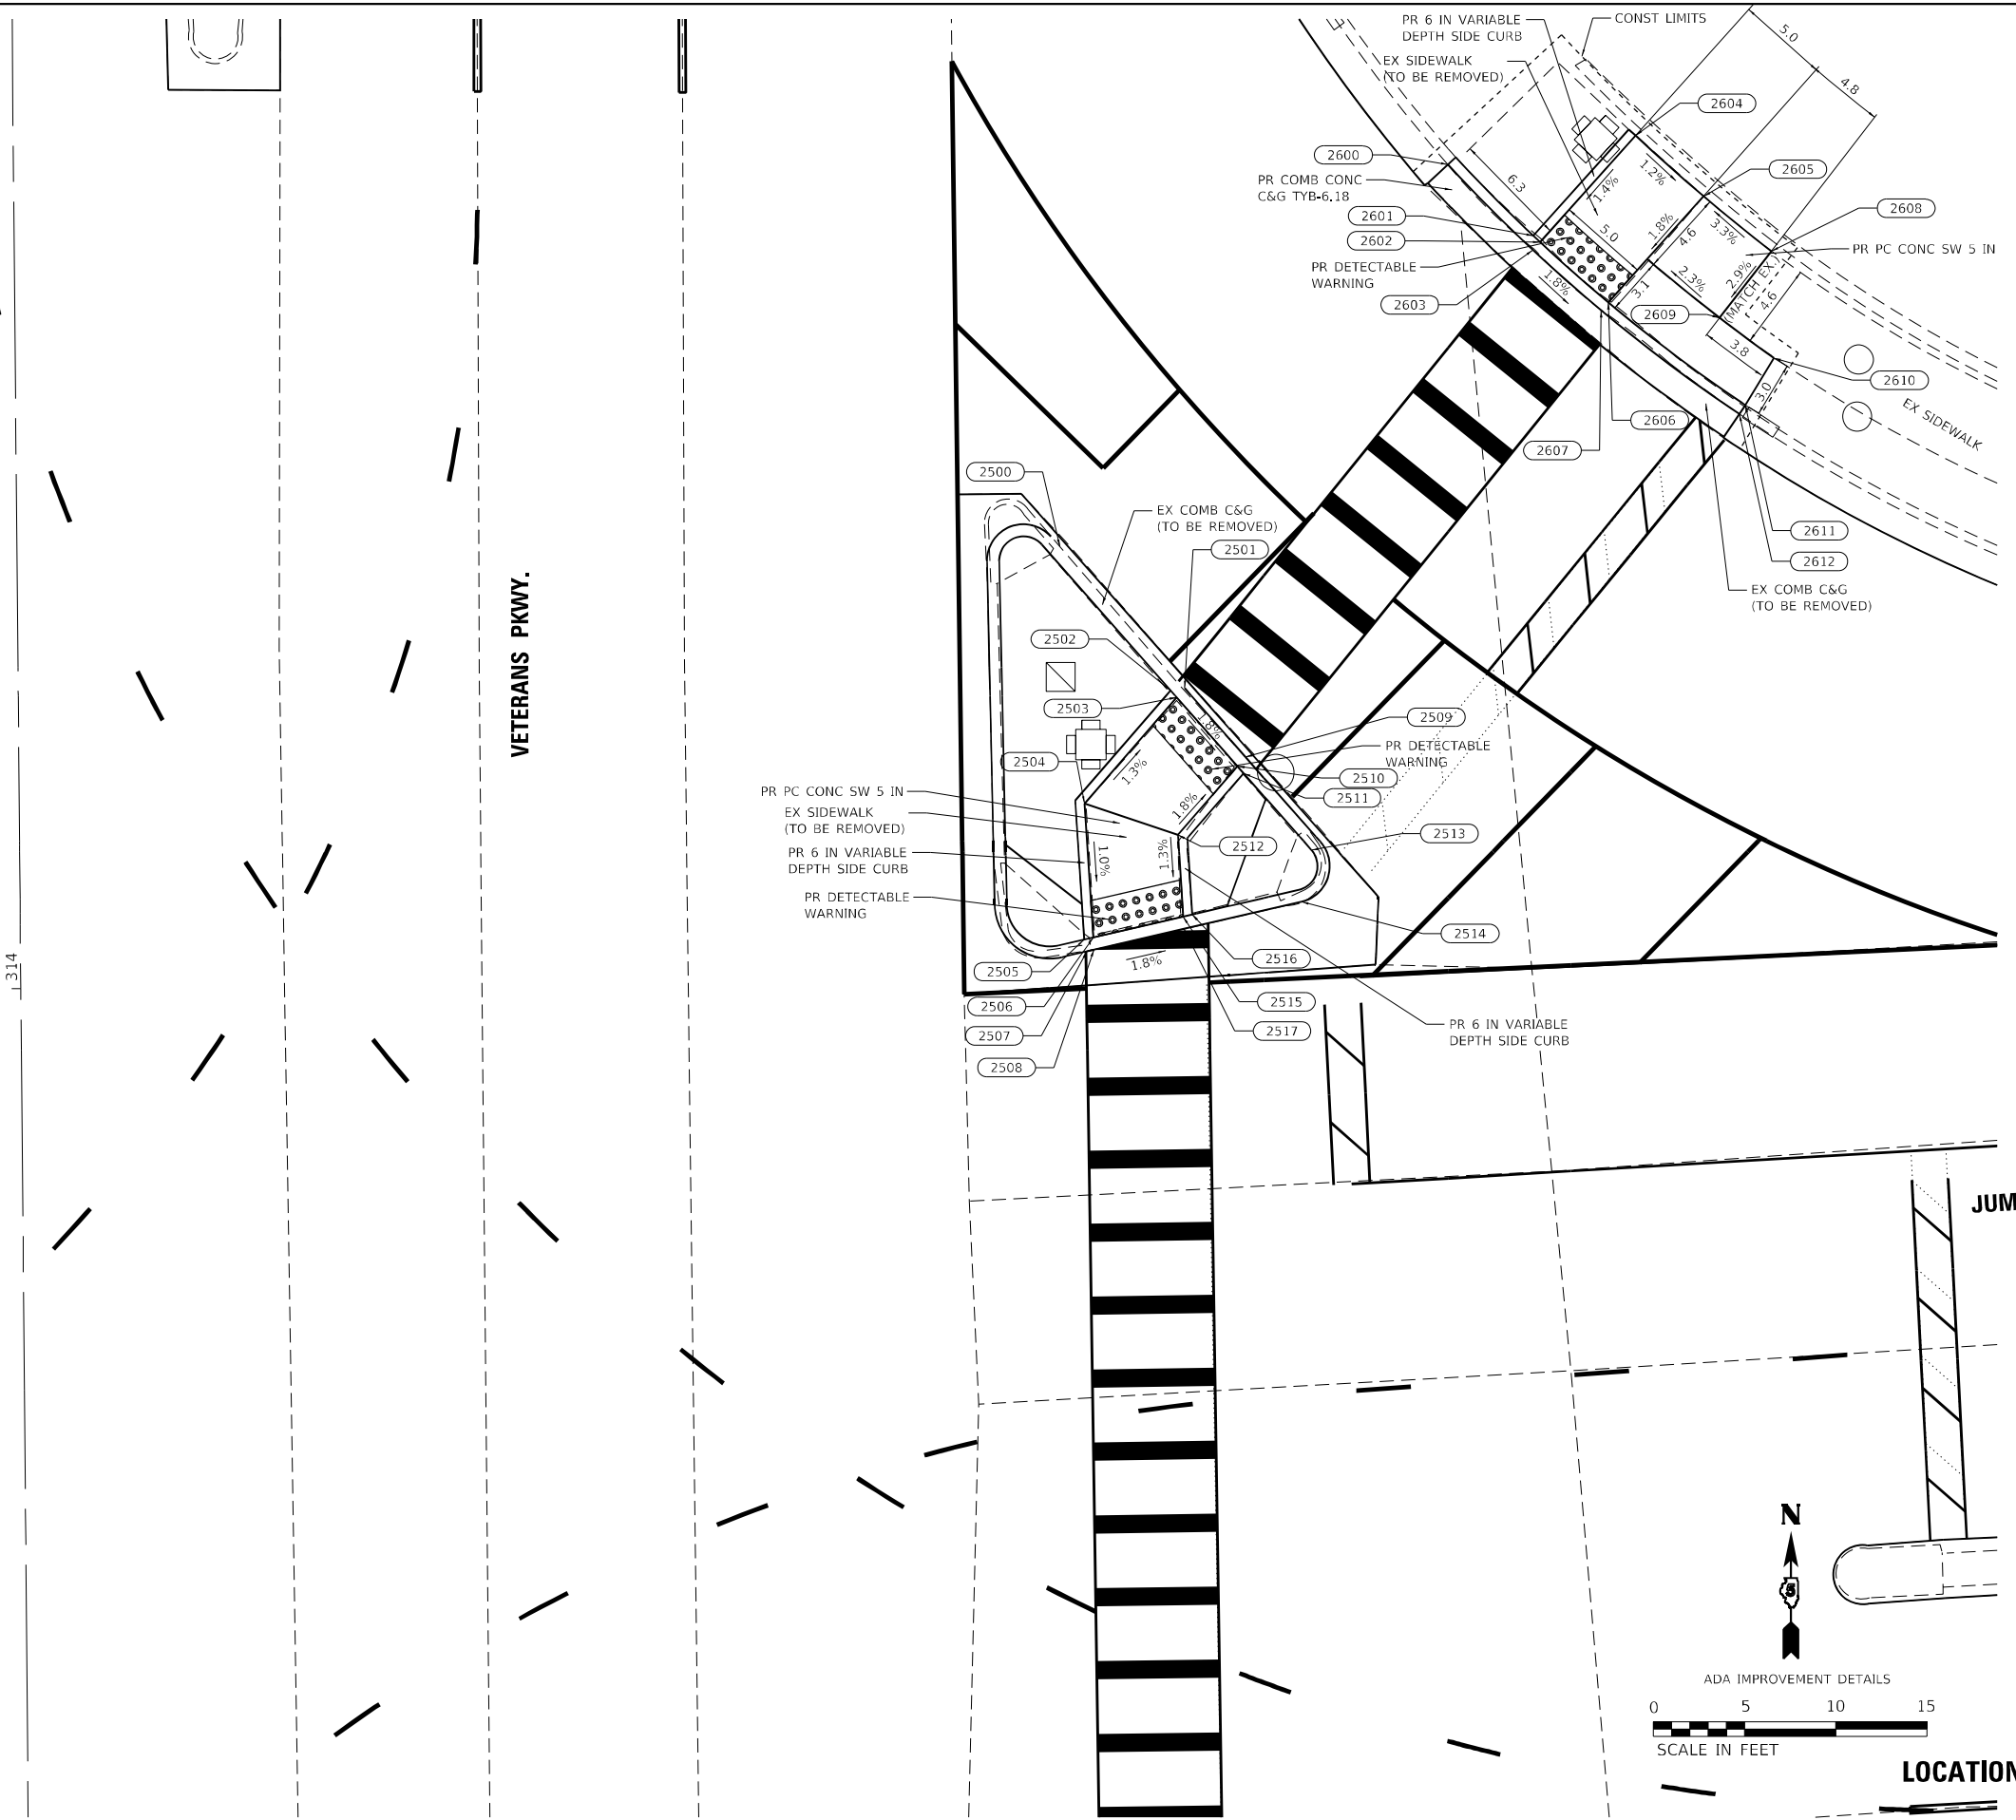 PR 6 IN VARIABLE
DEPTH SIDE CURB
CONST LIMITS
5.0
4.8
EX SIDEWALK
(TO BE REMOVED)
2604
2600
PR COMB CONC
C&G TYB-6.18
6.3
1.4%
1.2%
2605
2601
2602
5.0
1.8%
4.6
3.3%
2608
PR PC CONC SW 5 IN
PR DETECTABLE
WARNING
1.8%
2.3%
2.9%
(MATCH EX.)
4.6
2603
3.1
2609
3.8
2610
3.0
EX SIDEWALK
2606
2607
2611
2612
EX COMB C&G
(TO BE REMOVED)
2500
EX COMB C&G
(TO BE REMOVED)
2501
VETERANS PKWY.
2502
2503
1.8%
2509
PR DETECTABLE
WARNING
2504
1.3%
2510
2511
PR PC CONC SW 5 IN
EX SIDEWALK
(TO BE REMOVED)
1.8%
2513
2512
PR 6 IN VARIABLE
DEPTH SIDE CURB
1.0%
1.3%
PR DETECTABLE
WARNING
2514
314
2505
1.8%
2516
2506
2515
2507
2517
PR 6 IN VARIABLE
DEPTH SIDE CURB
2508
JUM
N
5
ADA IMPROVEMENT DETAILS
0 5 10 15
SCALE IN FEET
LOCATION